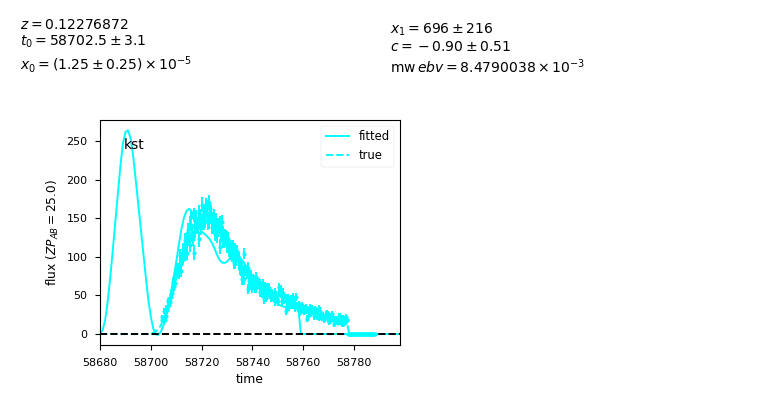 z = 0.12276872
t₀ = 58702.5 ± 3.1
x₀ = (1.25 ± 0.25) × 10⁻⁵
x₁ = 696 ± 216
c = −0.90 ± 0.51
mw ebv = 8.4790038 × 10⁻³
kst
fitted
true
flux (ZP_AB = 25.0)
250
200
150
100
50
0
58680 58700 58720 58740 58760 58780
time